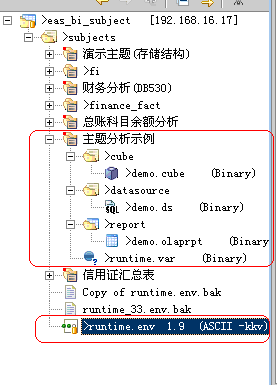 >eas_bi_subject [192.168.16.17]
>subjects
演示主题(存储结构)
>fi
财务分析(DB530)
>finance_fact
总账科目余额分析
主题分析示例
>cube
>demo.cube (Binary)
>datasource
SQL >demo.ds (Binary)
>report
>demo.olaprpt (Binary
>runtime.var (Binary)
信用证汇总表
Copy of runtime.env.bak
runtime_33.env.bak
>runtime.env 1.9 (ASCII -kkv)